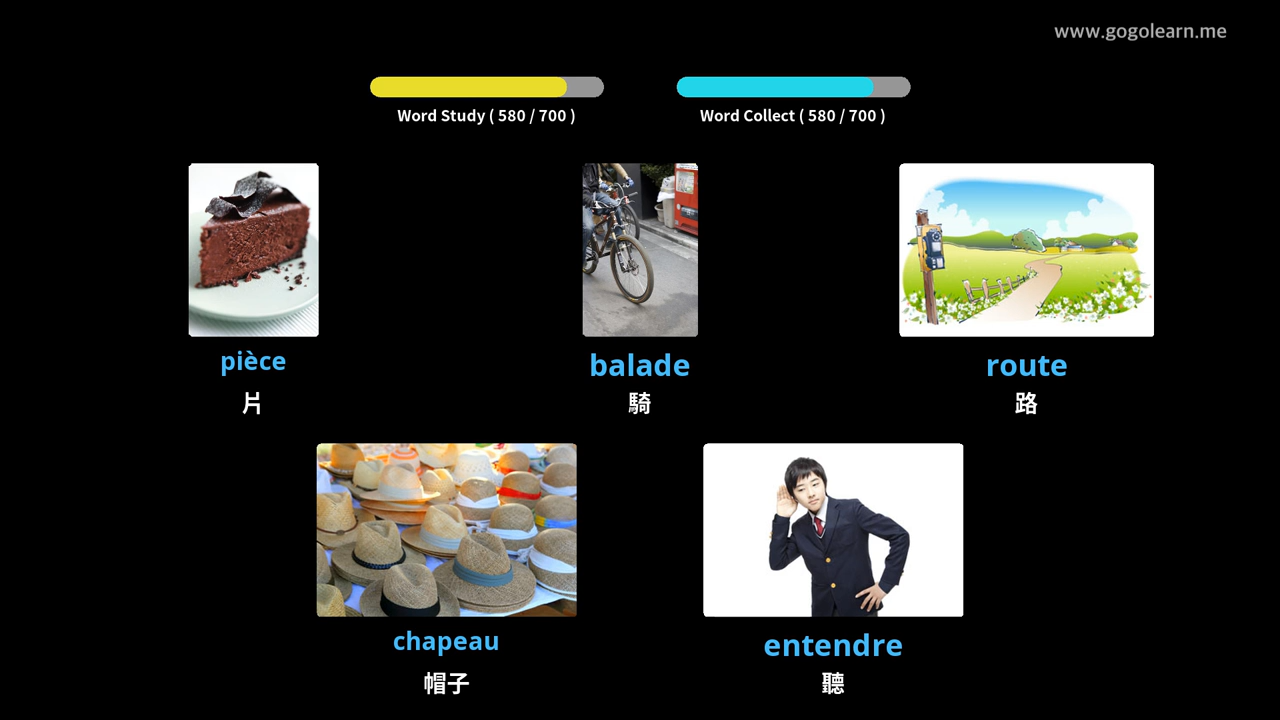 www.gogolearn.me
Word Study ( 580 / 700 )
Word Collect ( 580 / 700 )
pièce
片
balade
騎
route
路
chapeau
帽子
entendre
聽